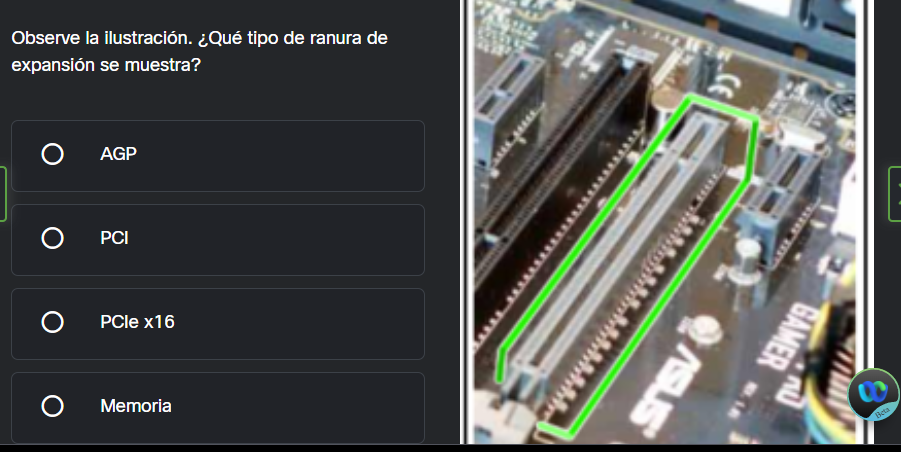 Observe la ilustración. ¿Qué tipo de ranura de
expansión se muestra?
AGP
PCI
PCIe x16
Memoria
CE
ASUS
GAMER
Beta